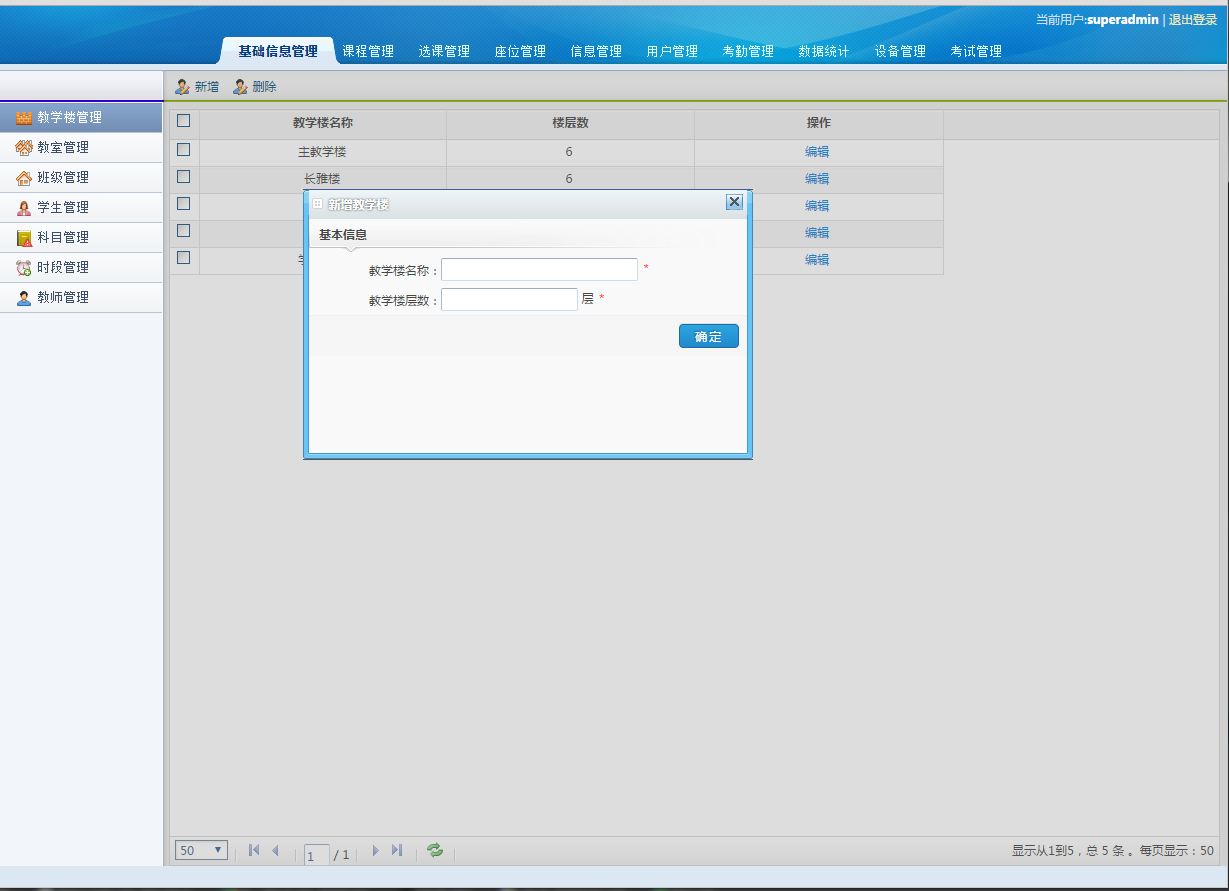 当前用户:superadmin | 退出登录
基础信息管理 课程管理 选课管理 座位管理 信息管理 用户管理 考勤管理 数据统计 设备管理 考试管理
新增 删除
教学楼管理
教室管理
班级管理
学生管理
科目管理
时段管理
教师管理
教学楼名称 楼层数 操作
主教学楼 6 编辑
长雅楼 6 编辑
编辑
编辑
编辑
新增教学楼
基本信息
教学楼名称： *
教学楼层数： 层 *
确定
50 1 / 1 显示从1到5，总 5 条 。每页显示：50